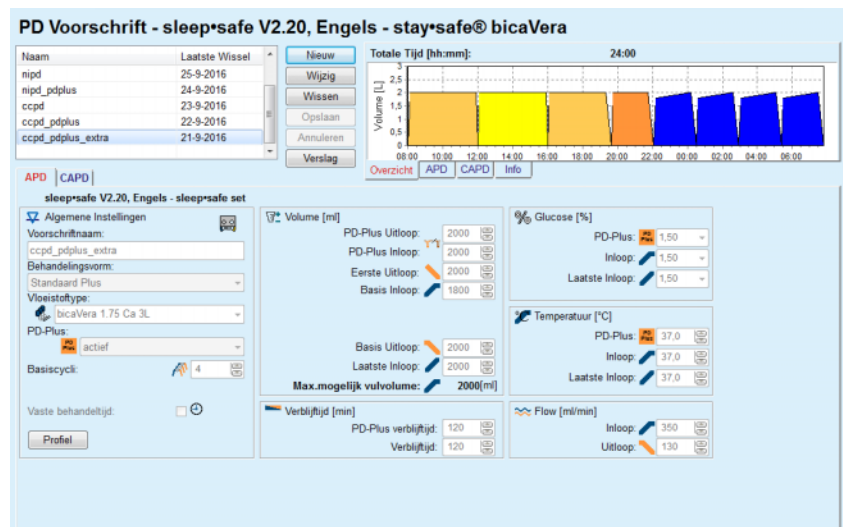 PD Voorschrift - sleep•safe V2.20, Engels - stay•safe® bicaVera
Naam Laatste Wissel
nipd 25-9-2016
nipd_pdplus 24-9-2016
ccpd 23-9-2016
ccpd_pdplus 22-9-2016
ccpd_pdplus_extra 21-9-2016
Nieuw
Wijzig
Wissen
Opslaan
Annuleren
Verslag
Totale Tijd [hh:mm]: 24:00
Volume [L]
3
2,5
2
1,5
1
0,5
0
08:00 10:00 12:00 14:00 16:00 18:00 20:00 22:00 00:00 02:00 04:00 06:00
Overzicht APD CAPD Info
APD CAPD
sleep•safe V2.20, Engels - sleep•safe set
Algemene Instellingen
Voorschriftnaam:
ccpd_pdplus_extra
Behandelingsvorm:
Standaard Plus
Vloeistoftype:
bicaVera 1.75 Ca 3L
PD-Plus:
PD Plus actief
Basiscycli: 4
Vaste behandeltijd:
Profiel
Volume [ml]
PD-Plus Uitloop: 2000
PD-Plus Inloop: 2000
Eerste Uitloop: 2000
Basis Inloop: 1800
Basis Uitloop: 2000
Laatste Inloop: 2000
Max.mogelijk vulvolume: 2000[ml]
Verblijftijd [min]
PD-Plus verblijftijd: 120
Verblijftijd: 120
Glucose [%]
PD-Plus: PD Plus 1,50
Inloop: 1,50
Laatste Inloop: 1,50
Temperatuur [°C]
PD-Plus: PD Plus 37,0
Inloop: 37,0
Laatste Inloop: 37,0
Flow [ml/min]
Inloop: 350
Uitloop: 130